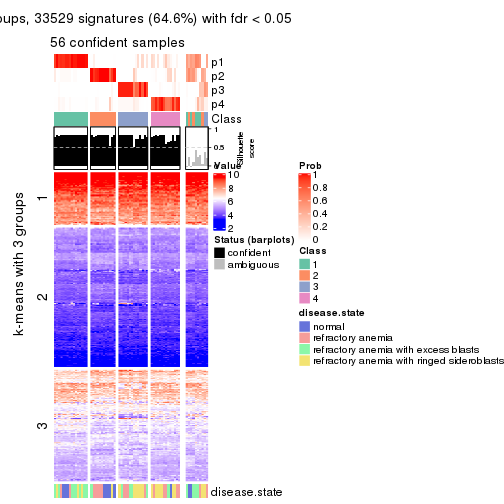 oups, 33529 signatures (64.6%) with fdr < 0.05
56 confident samples
p1
p2
p3
p4
Class
1
0.5
0
Silhouette
score
k-means with 3 groups
1
2
3
Value
10
8
6
4
2
Status (barplots)
confident
ambiguous
Prob
1
0.8
0.6
0.4
0.2
0
Class
1
2
3
4
disease.state
normal
refractory anemia
refractory anemia with excess blasts
refractory anemia with ringed sideroblasts
disease.state